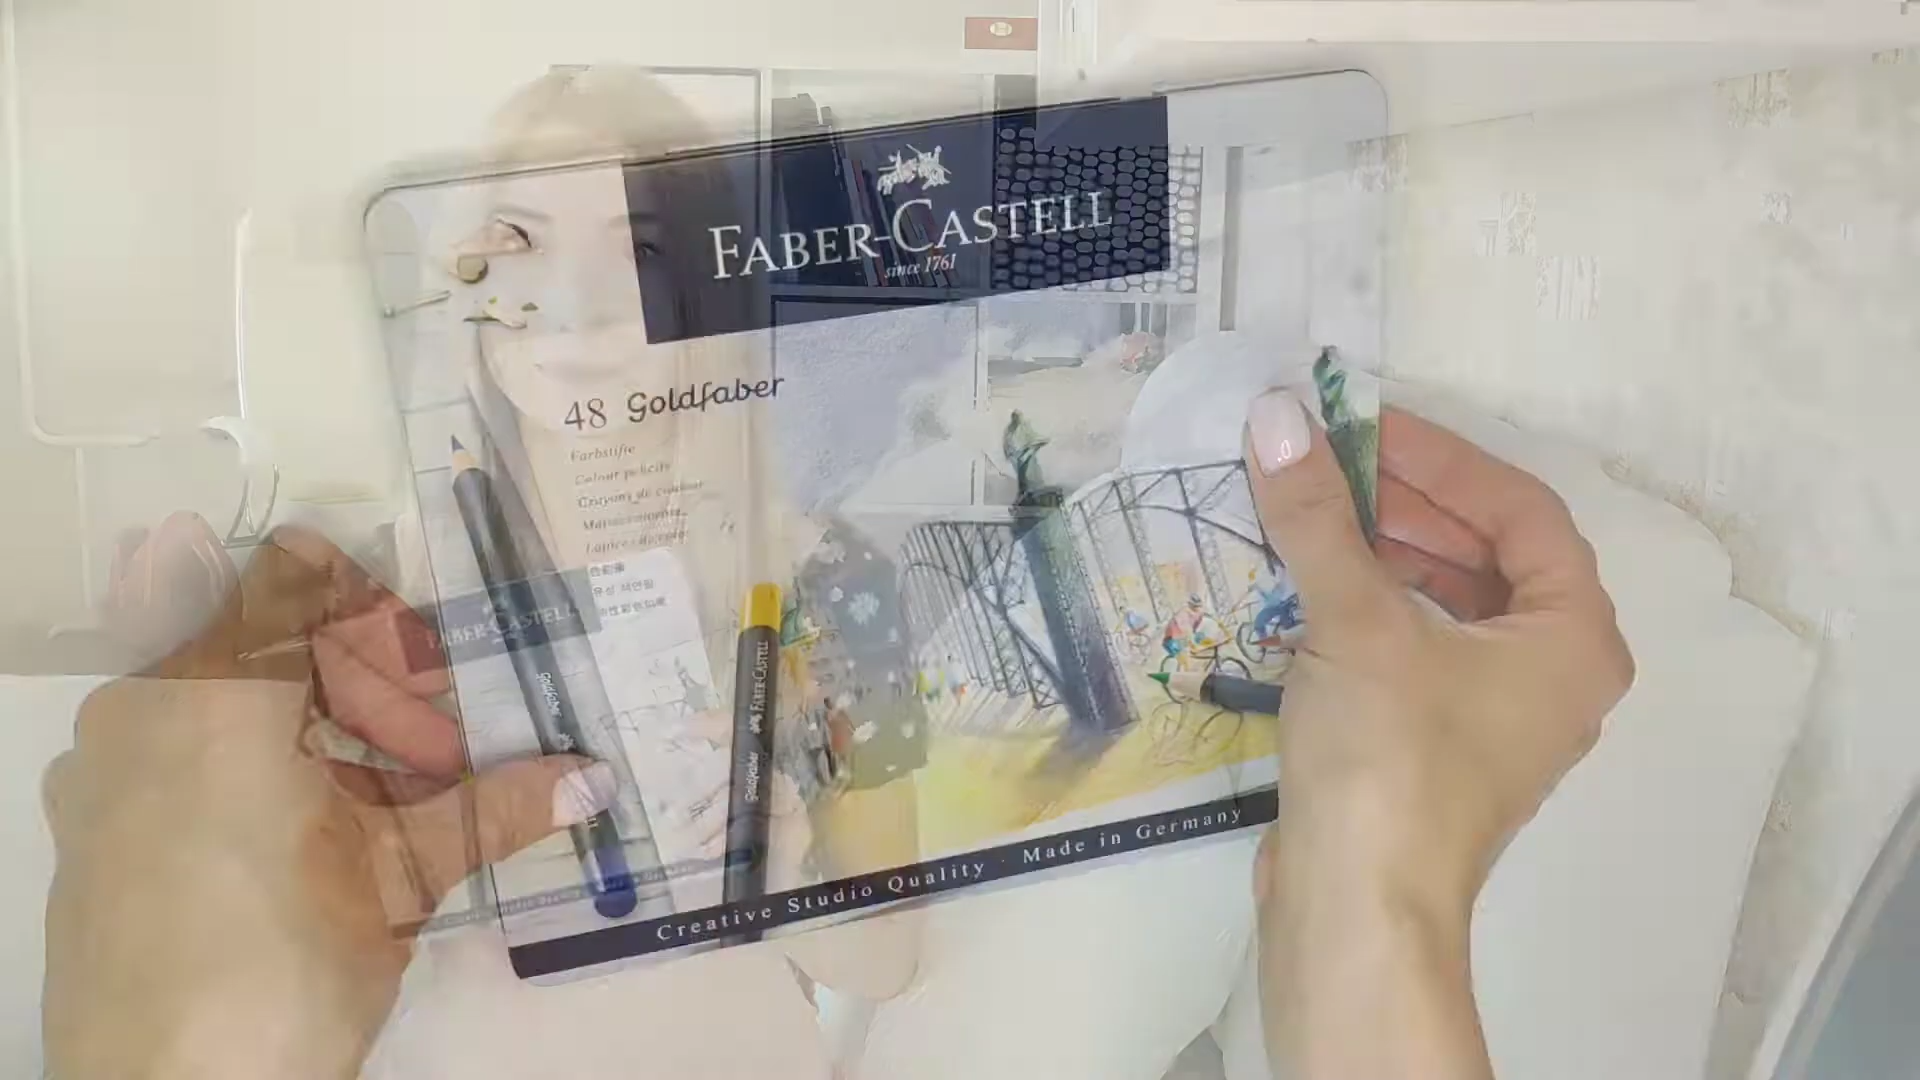 FABER-CASTELL
since 1761
48 Goldfaber
Farbstifte
Colour pencils
Crayons de couleur
FABER-CASTELL
Goldfaber
FABER-CASTELL
Goldfaber
Creative Studio Quality · Made in Germany